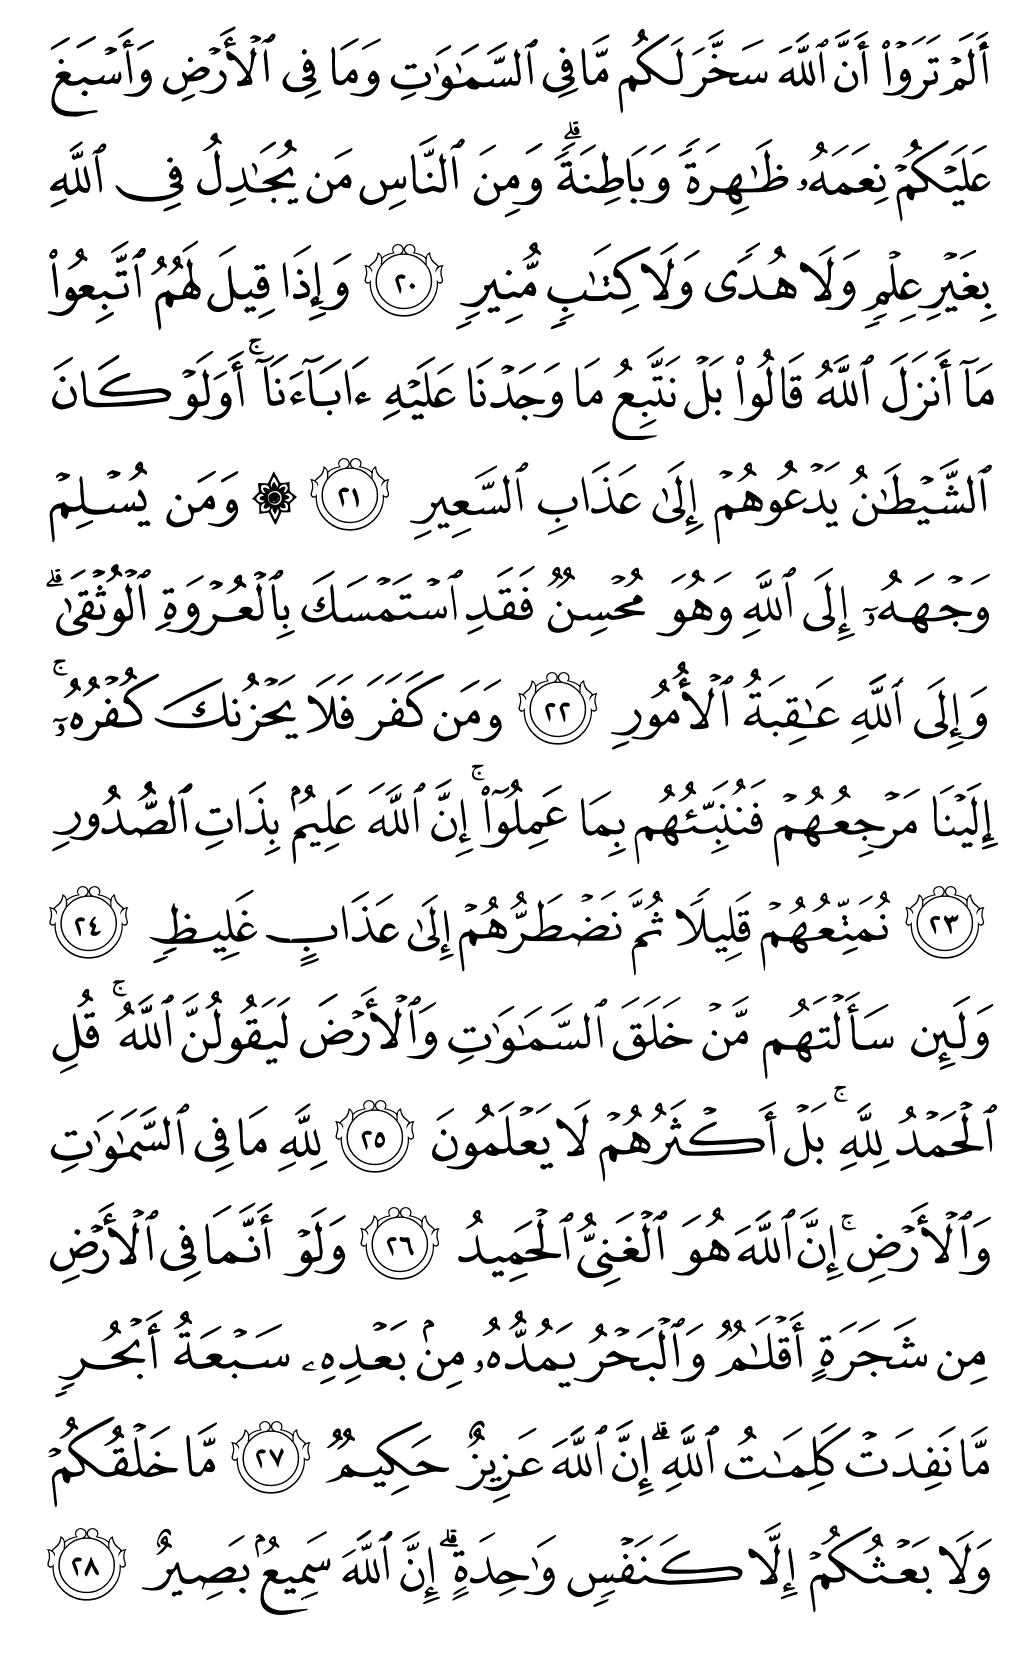 أَلَمْ تَرَوْا۟ أَنَّ ٱللَّهَ سَخَّرَ لَكُم مَّا فِى ٱلسَّمَـٰوَٰتِ وَمَا فِى ٱلْأَرْضِ وَأَسْبَغَ
عَلَيْكُمْ نِعَمَهُۥ ظَـٰهِرَةً وَبَاطِنَةً ۗ وَمِنَ ٱلنَّاسِ مَن يُجَـٰدِلُ فِى ٱللَّهِ
بِغَيْرِ عِلْمٍ وَلَا هُدًى وَلَا كِتَـٰبٍ مُّنِيرٍ ٢٠ وَإِذَا قِيلَ لَهُمُ ٱتَّبِعُوا۟
مَآ أَنزَلَ ٱللَّهُ قَالُوا۟ بَلْ نَتَّبِعُ مَا وَجَدْنَا عَلَيْهِ ءَابَآءَنَآ ۚ أَوَلَوْ كَانَ
ٱلشَّيْطَـٰنُ يَدْعُوهُمْ إِلَىٰ عَذَابِ ٱلسَّعِيرِ ٢١ ۞ وَمَن يُسْلِمْ
وَجْهَهُۥٓ إِلَى ٱللَّهِ وَهُوَ مُحْسِنٌ فَقَدِ ٱسْتَمْسَكَ بِٱلْعُرْوَةِ ٱلْوُثْقَىٰ ۗ
وَإِلَى ٱللَّهِ عَـٰقِبَةُ ٱلْأُمُورِ ٢٢ وَمَن كَفَرَ فَلَا يَحْزُنكَ كُفْرُهُۥٓ ۚ
إِلَيْنَا مَرْجِعُهُمْ فَنُنَبِّئُهُم بِمَا عَمِلُوٓا۟ ۚ إِنَّ ٱللَّهَ عَلِيمٌۢ بِذَاتِ ٱلصُّدُورِ
٢٣ نُمَتِّعُهُمْ قَلِيلًا ثُمَّ نَضْطَرُّهُمْ إِلَىٰ عَذَابٍ غَلِيظٍ ٢٤
وَلَئِن سَأَلْتَهُم مَّنْ خَلَقَ ٱلسَّمَـٰوَٰتِ وَٱلْأَرْضَ لَيَقُولُنَّ ٱللَّهُ ۚ قُلِ
ٱلْحَمْدُ لِلَّهِ ۚ بَلْ أَكْثَرُهُمْ لَا يَعْلَمُونَ ٢٥ لِلَّهِ مَا فِى ٱلسَّمَـٰوَٰتِ
وَٱلْأَرْضِ ۚ إِنَّ ٱللَّهَ هُوَ ٱلْغَنِىُّ ٱلْحَمِيدُ ٢٦ وَلَوْ أَنَّمَا فِى ٱلْأَرْضِ
مِن شَجَرَةٍ أَقْلَـٰمٌ وَٱلْبَحْرُ يَمُدُّهُۥ مِنۢ بَعْدِهِۦ سَبْعَةُ أَبْحُرٍ
مَّا نَفِدَتْ كَلِمَـٰتُ ٱللَّهِ ۗ إِنَّ ٱللَّهَ عَزِيزٌ حَكِيمٌ ٢٧ مَّا خَلْقُكُمْ
وَلَا بَعْثُكُمْ إِلَّا كَنَفْسٍ وَٰحِدَةٍ ۗ إِنَّ ٱللَّهَ سَمِيعٌۢ بَصِيرٌ ٢٨